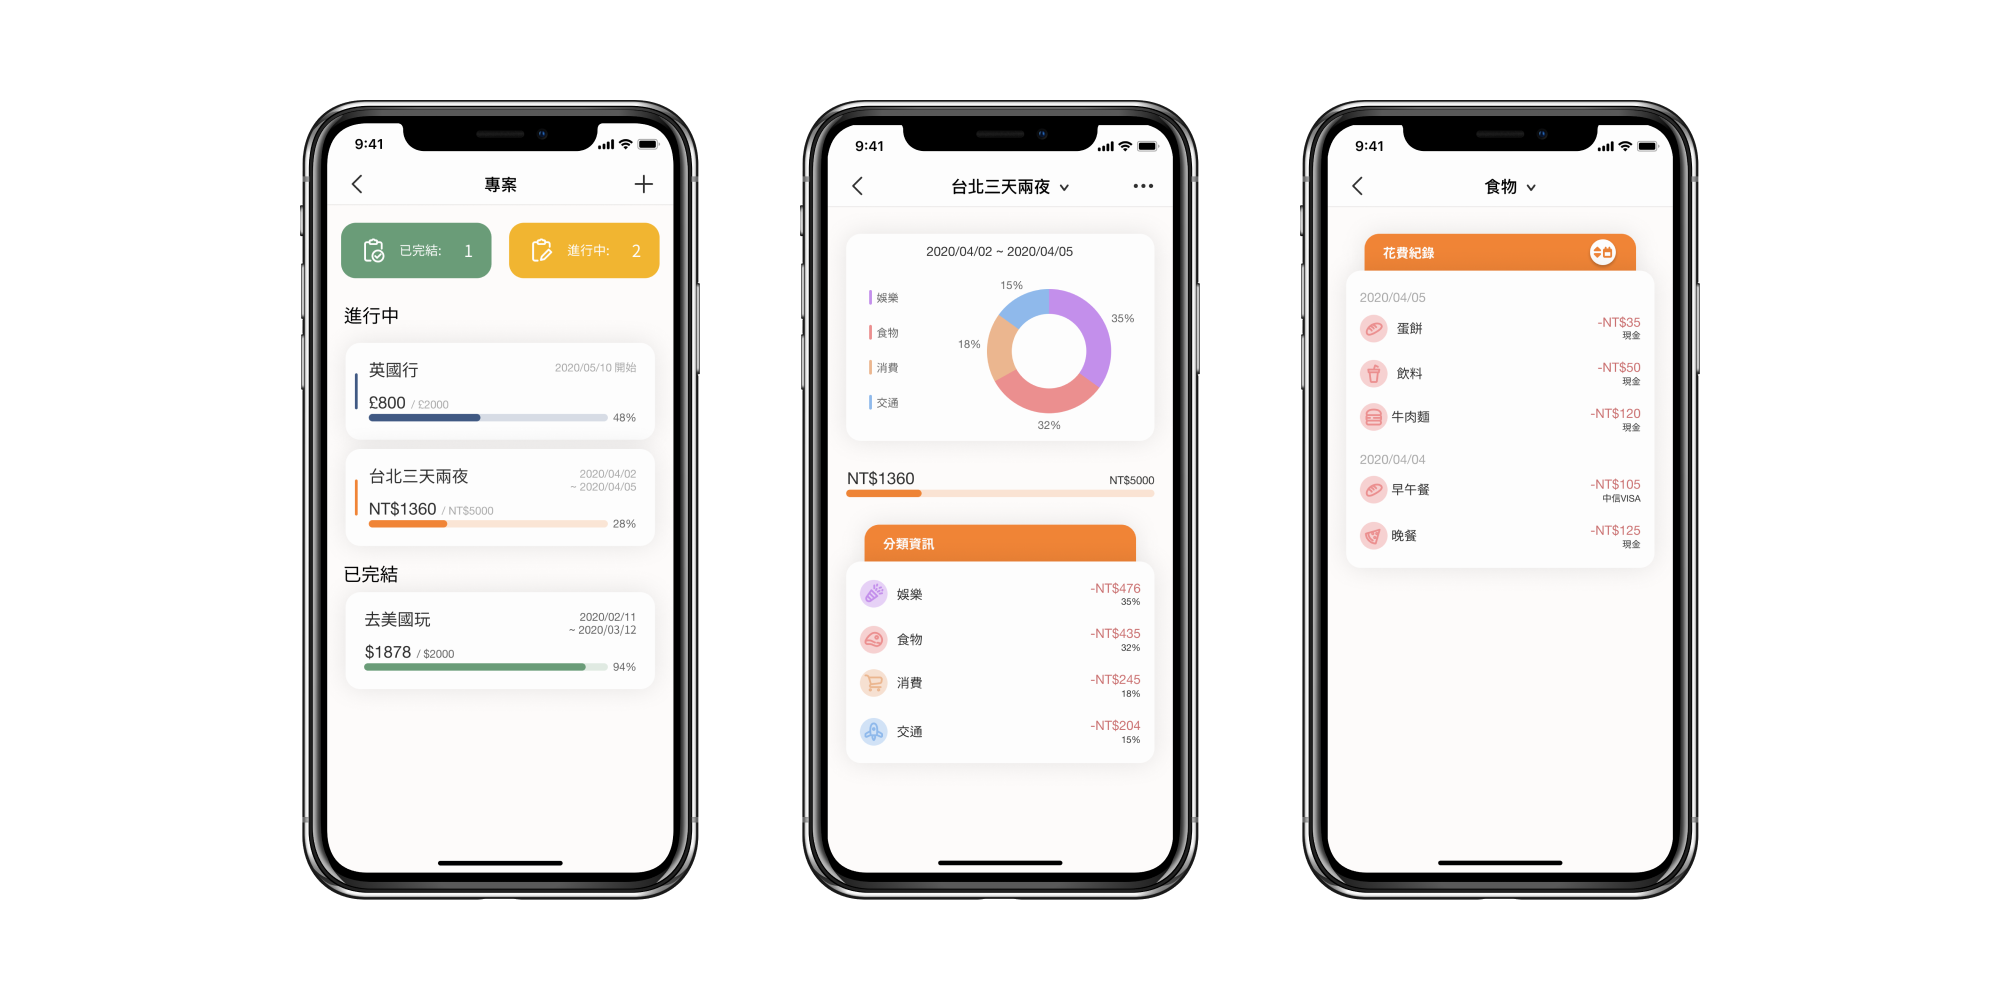 9:41
專案
已完結: 1
進行中: 2
進行中
英國行
2020/05/10 開始
£800 / £2000
48%
台北三天兩夜
2020/04/02
~ 2020/04/05
NT$1360 / NT$5000
28%
已完結
去美國玩
2020/02/11
~ 2020/03/12
$1878 / $2000
94%
9:41
台北三天兩夜
2020/04/02 ~ 2020/04/05
娛樂
食物
消費
交通
15%
35%
18%
32%
NT$1360
NT$5000
分類資訊
娛樂
-NT$476
35%
食物
-NT$435
32%
消費
-NT$245
18%
交通
-NT$204
15%
9:41
食物
花費紀錄
2020/04/05
蛋餅
-NT$35
現金
飲料
-NT$50
現金
牛肉麵
-NT$120
現金
2020/04/04
早午餐
-NT$105
中信VISA
晚餐
-NT$125
現金